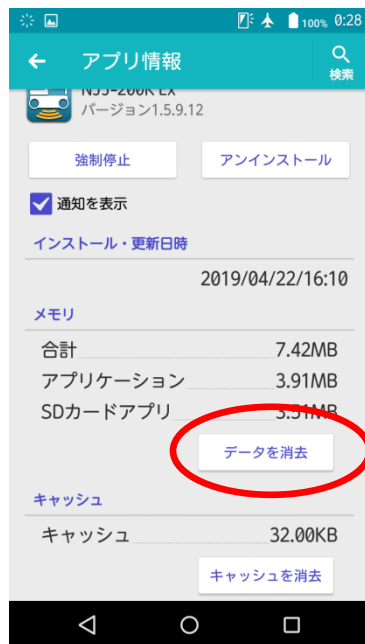 100% 0:28
アプリ情報
検索
NJJ-200K EX
バージョン1.5.9.12
強制停止 アンインストール
通知を表示
インストール・更新日時
2019/04/22/16:10
メモリ
合計 7.42MB
アプリケーション 3.91MB
SDカードアプリ 3.51MB
データを消去
キャッシュ
キャッシュ 32.00KB
キャッシュを消去